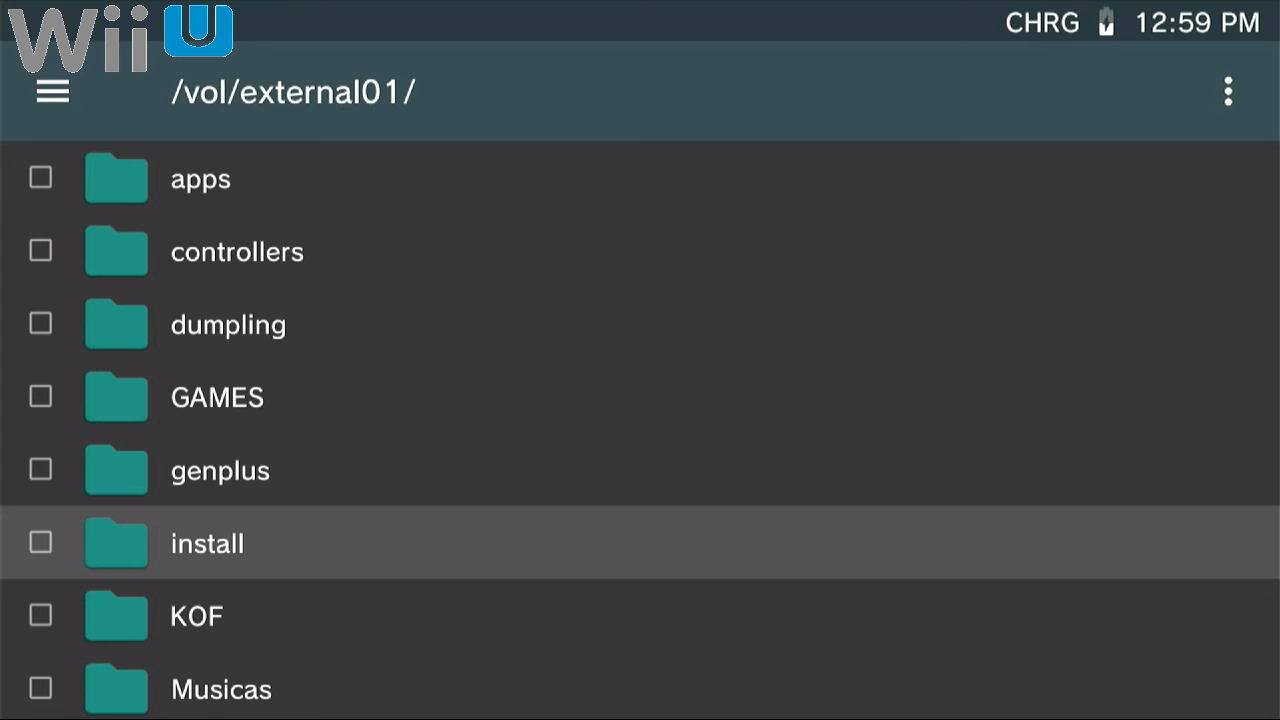 Wii U
CHRG 12:59 PM
/vol/external01/
apps
controllers
dumpling
GAMES
genplus
install
KOF
Musicas